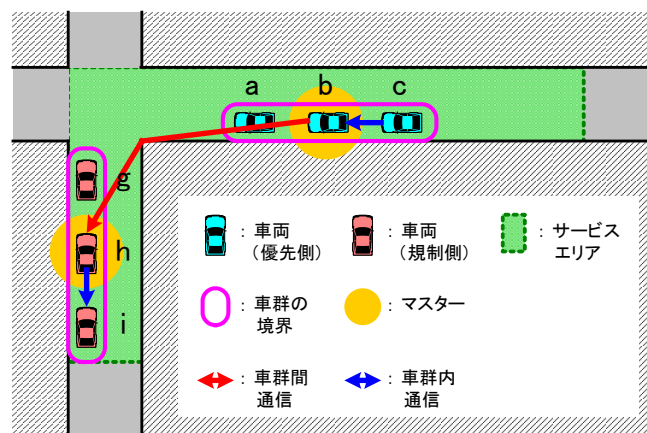 a
b
c
g
h
i
：車両
（優先側）
：車両
（規制側）
：サービス
エリア
：車群の
境界
：マスター
：車群間
通信
：車群内
通信